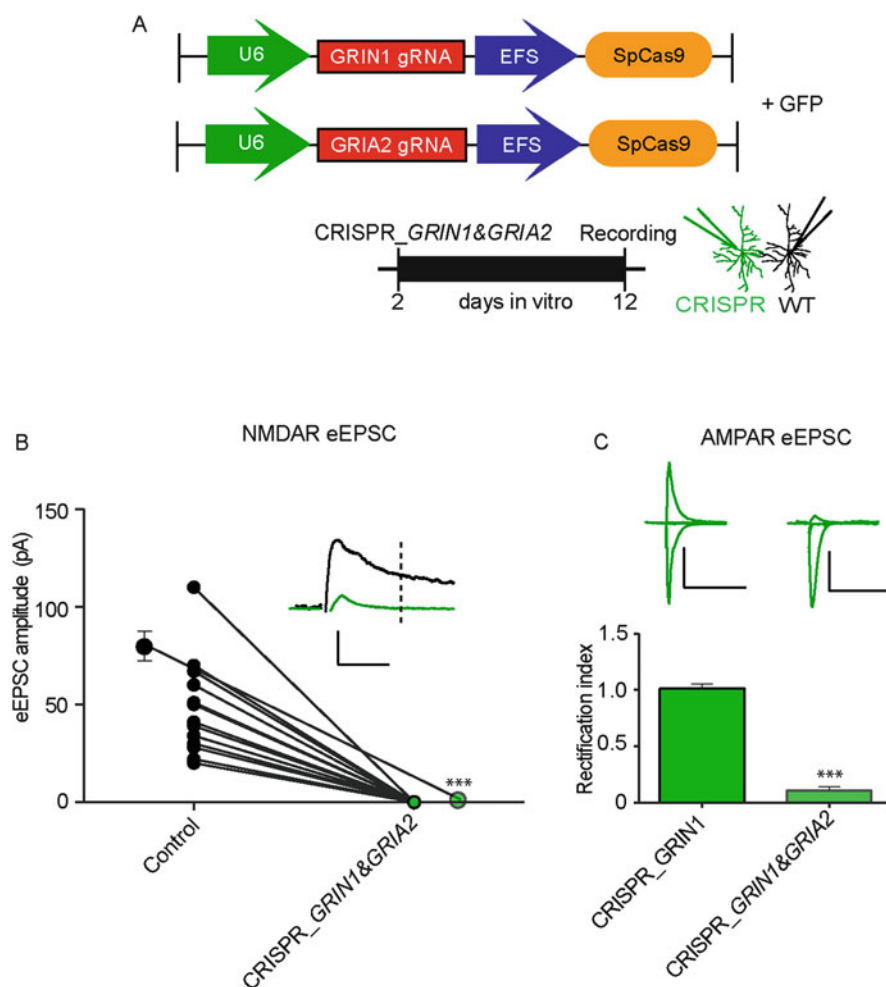 A
U6 GRIN1 gRNA EFS SpCas9
+ GFP
U6 GRIA2 gRNA EFS SpCas9
CRISPR_GRIN1&GRIA2 Recording
2 days in vitro 12
CRISPR WT
B NMDAR eEPSC
eEPSC amplitude (pA)
150
100
50
0
***
Control
CRISPR_GRIN1&GRIA2
C AMPAR eEPSC
Rectification index
1.5
1.0
0.5
0
***
CRISPR_GRIN1
CRISPR_GRIN1&GRIA2